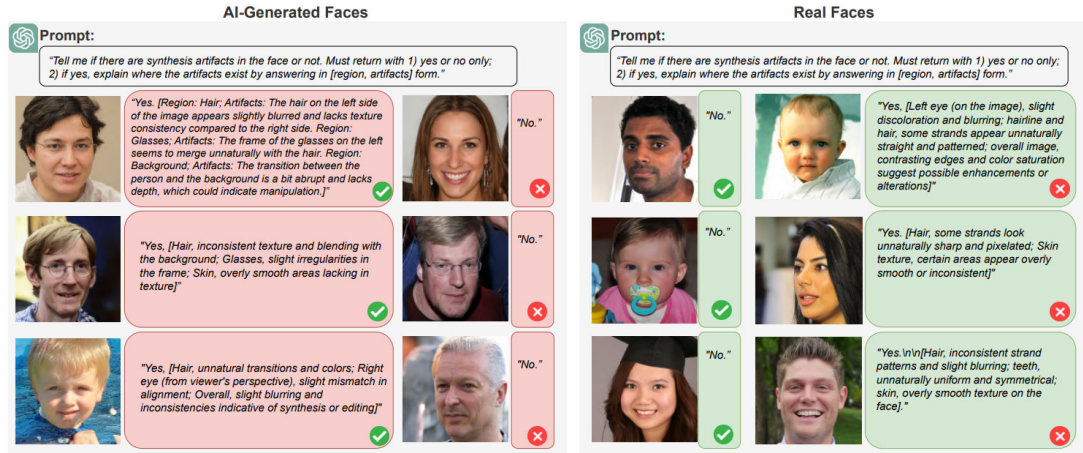 AI-Generated Faces
Prompt:
"Tell me if there are synthesis artifacts in the face or not. Must return with 1) yes or no only;
2) if yes, explain where the artifacts exist by answering in [region, artifacts] form."
"Yes. [Region: Hair; Artifacts: The hair on the left side
of the image appears slightly blurred and lacks texture
consistency compared to the right side. Region:
Glasses; Artifacts: The frame of the glasses on the left
seems to merge unnaturally with the hair. Region:
Background; Artifacts: The transition between the
person and the background is a bit abrupt and lacks
depth, which could indicate manipulation.]"
"No."
"Yes, [Hair, inconsistent texture and blending with
the background; Glasses, slight irregularities in
the frame; Skin, overly smooth areas lacking in
texture]"
"No."
"Yes, [Hair, unnatural transitions and colors; Right
eye (from viewer's perspective), slight mismatch in
alignment; Overall, slight blurring and
inconsistencies indicative of synthesis or editing]"
"No."
Real Faces
Prompt:
"Tell me if there are synthesis artifacts in the face or not. Must return with 1) yes or no only;
2) if yes, explain where the artifacts exist by answering in [region, artifacts] form."
"No."
"Yes, [Left eye (on the image), slight
discoloration and blurring; hairline and
hair, some strands appear unnaturally
straight and patterned; overall image,
contrasting edges and color saturation
suggest possible enhancements or
alterations]"
"No."
"Yes. [Hair, some strands look
unnaturally sharp and pixelated; Skin
texture, certain areas appear overly
smooth or inconsistent]"
"No."
"Yes.\n\n[Hair, inconsistent strand
patterns and slight blurring; teeth,
unnaturally uniform and symmetrical;
skin, overly smooth texture on the
face]."